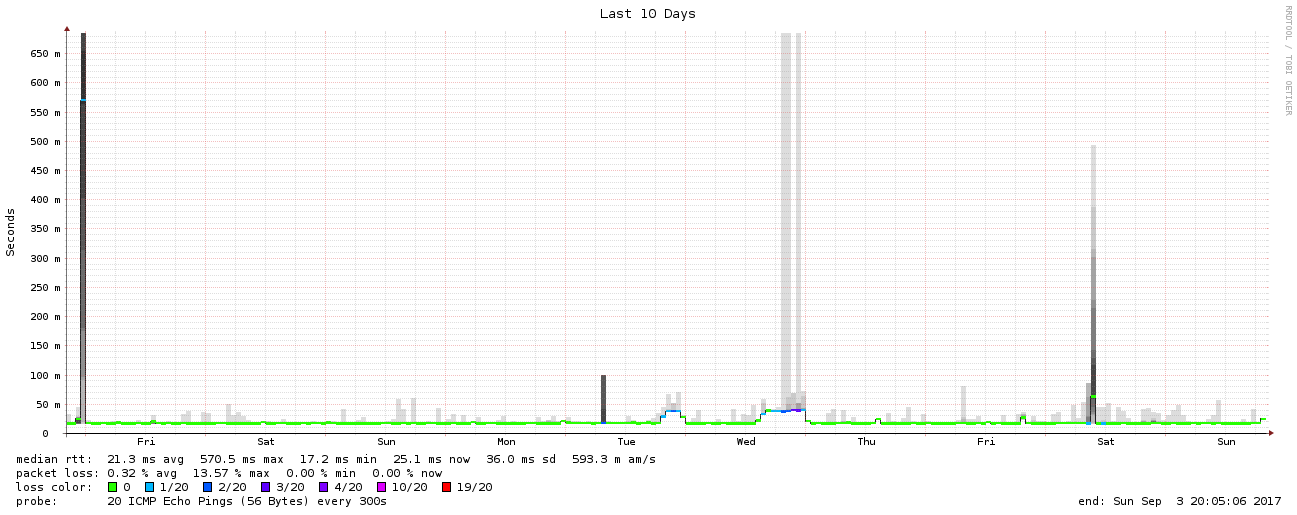 Last 10 Days
RRDTOOL / TOBI OETIKER
Seconds
650 m
600 m
550 m
500 m
450 m
400 m
350 m
300 m
250 m
200 m
150 m
100 m
50 m
0
Fri Sat Sun Mon Tue Wed Thu Fri Sat Sun
median rtt: 21.3 ms avg 570.5 ms max 17.2 ms min 25.1 ms now 36.0 ms sd 593.3 m am/s
packet loss: 0.32 % avg 13.57 % max 0.00 % min 0.00 % now
loss color: 0 1/20 2/20 3/20 4/20 10/20 19/20
probe: 20 ICMP Echo Pings (56 Bytes) every 300s end: Sun Sep 3 20:05:06 2017